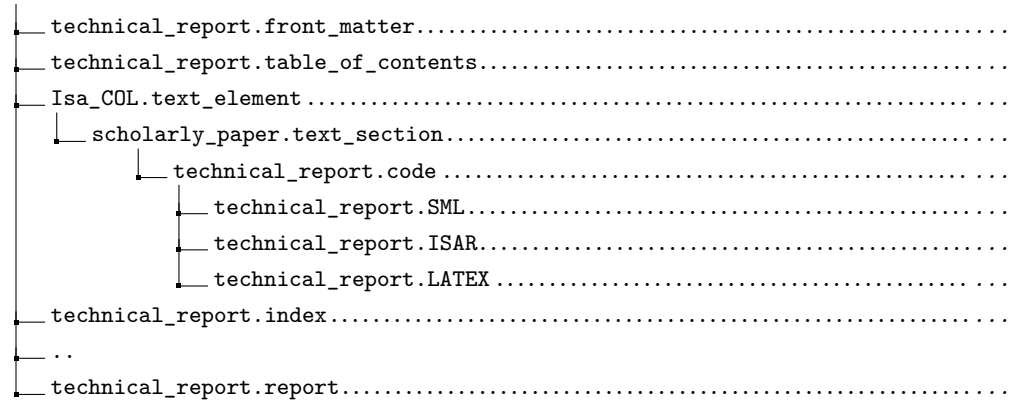 technical_report.front_matter
technical_report.table_of_contents
Isa_COL.text_element
scholarly_paper.text_section
technical_report.code
technical_report.SML
technical_report.ISAR
technical_report.LATEX
technical_report.index
..
technical_report.report